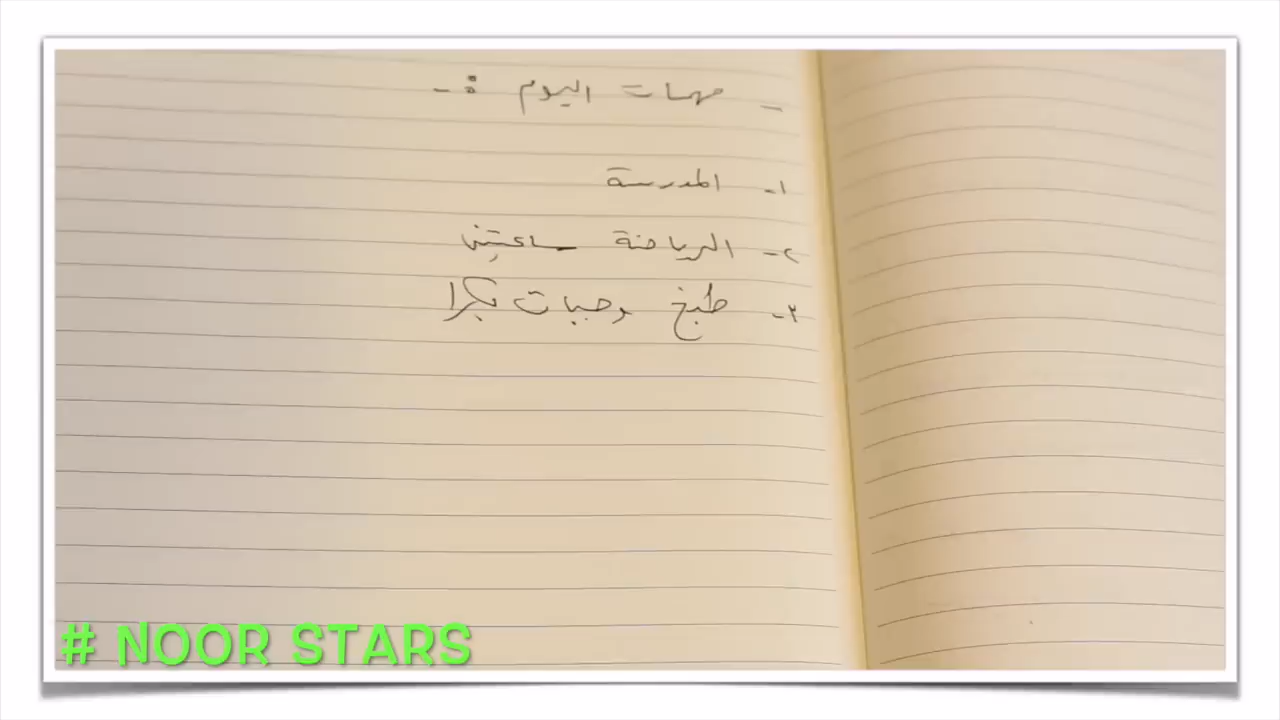 - مهمات اليوم :-
١- المدرسة
٢- الرياضة ساعتين
٣- طبخ وجبات بكرا
# NOOR STARS